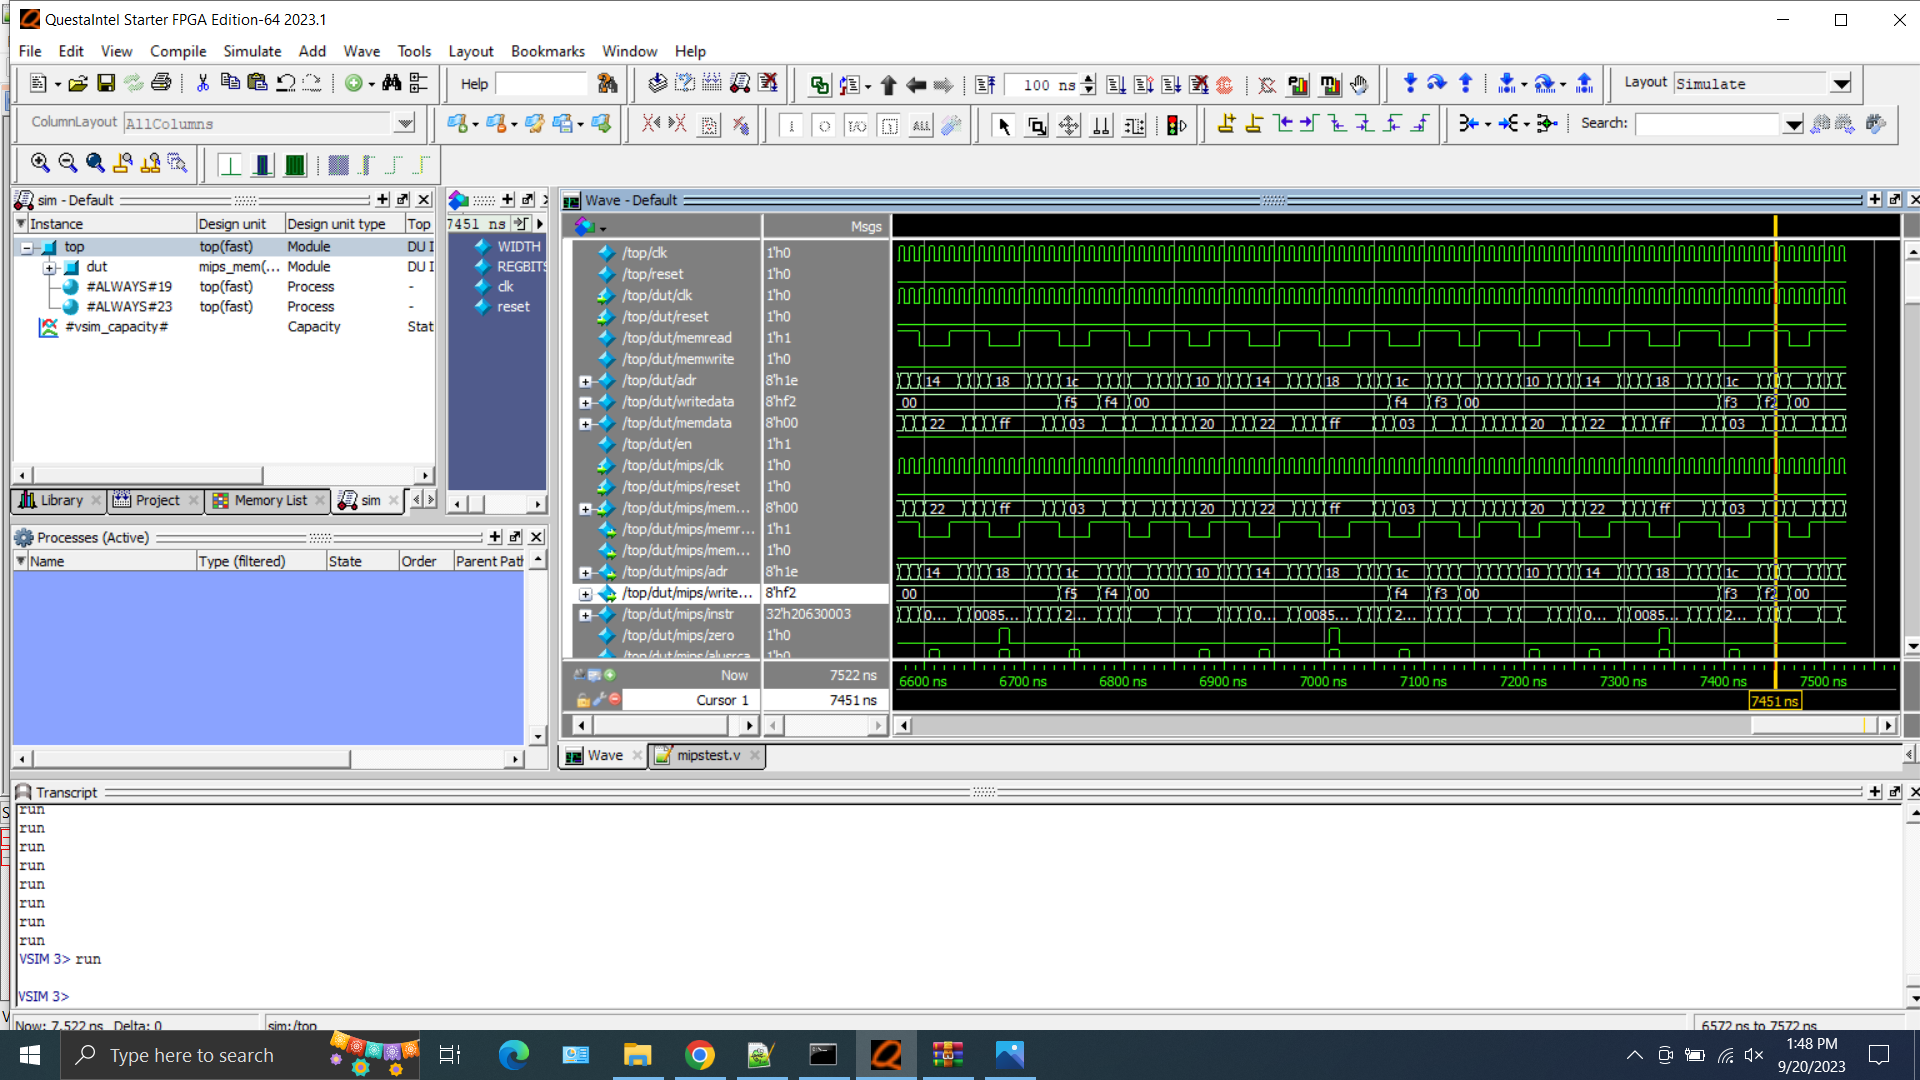 QuestaIntel Starter FPGA Edition-64 2023.1
File Edit View Compile Simulate Add Wave Tools Layout Bookmarks Window Help
Help 100 ns Layout Simulate
ColumnLayout AllColumns Search:
sim - Default
Instance Design unit Design unit type Top
top top(fast) Module DU I
dut mips_mem(... Module DU I
#ALWAYS#19 top(fast) Process -
#ALWAYS#23 top(fast) Process -
#vsim_capacity# Capacity Stat
Library Project Memory List sim
7451 ns
WIDTH
REGBITS
clk
reset
Processes (Active)
Name Type (filtered) State Order Parent Path
Wave - Default
Msgs
/top/clk 1'h0
/top/reset 1'h0
/top/dut/clk 1'h0
/top/dut/reset 1'h0
/top/dut/memread 1'h1
/top/dut/memwrite 1'h0
/top/dut/adr 8'h1e 14 18 1c 10 14 18 1c 10 14 18 1c
/top/dut/writedata 8'hf2 00 f5 f4 00 f4 f3 00 f3 f2 00
/top/dut/memdata 8'h00 22 ff 03 20 22 ff 03 20 22 ff 03
/top/dut/en 1'h1
/top/dut/mips/clk 1'h0
/top/dut/mips/reset 1'h0
/top/dut/mips/mem... 8'h00 22 ff 03 20 22 ff 03 20 22 ff 03
/top/dut/mips/memr... 1'h1
/top/dut/mips/mem... 1'h0
/top/dut/mips/adr 8'h1e 14 18 1c 10 14 18 1c 10 14 18 1c
/top/dut/mips/write... 8'hf2 00 f5 f4 00 f4 f3 00 f3 f2 00
/top/dut/mips/instr 32'h20630003 0... 0085... 2... 0... 0085... 2... 0... 0085... 2...
/top/dut/mips/zero 1'h0
/top/dut/mips/alusrca 1'h0
Now 7522 ns 6600 ns 6700 ns 6800 ns 6900 ns 7000 ns 7100 ns 7200 ns 7300 ns 7400 ns 7500 ns
Cursor 1 7451 ns 7451 ns
Wave mipstest.v
Transcript
run
run
run
run
run
run
run
run
VSIM 3> run
VSIM 3>
Now: 7,522 ns Delta: 0 sim:/top 6572 ns to 7572 ns
Type here to search
1:48 PM
9/20/2023